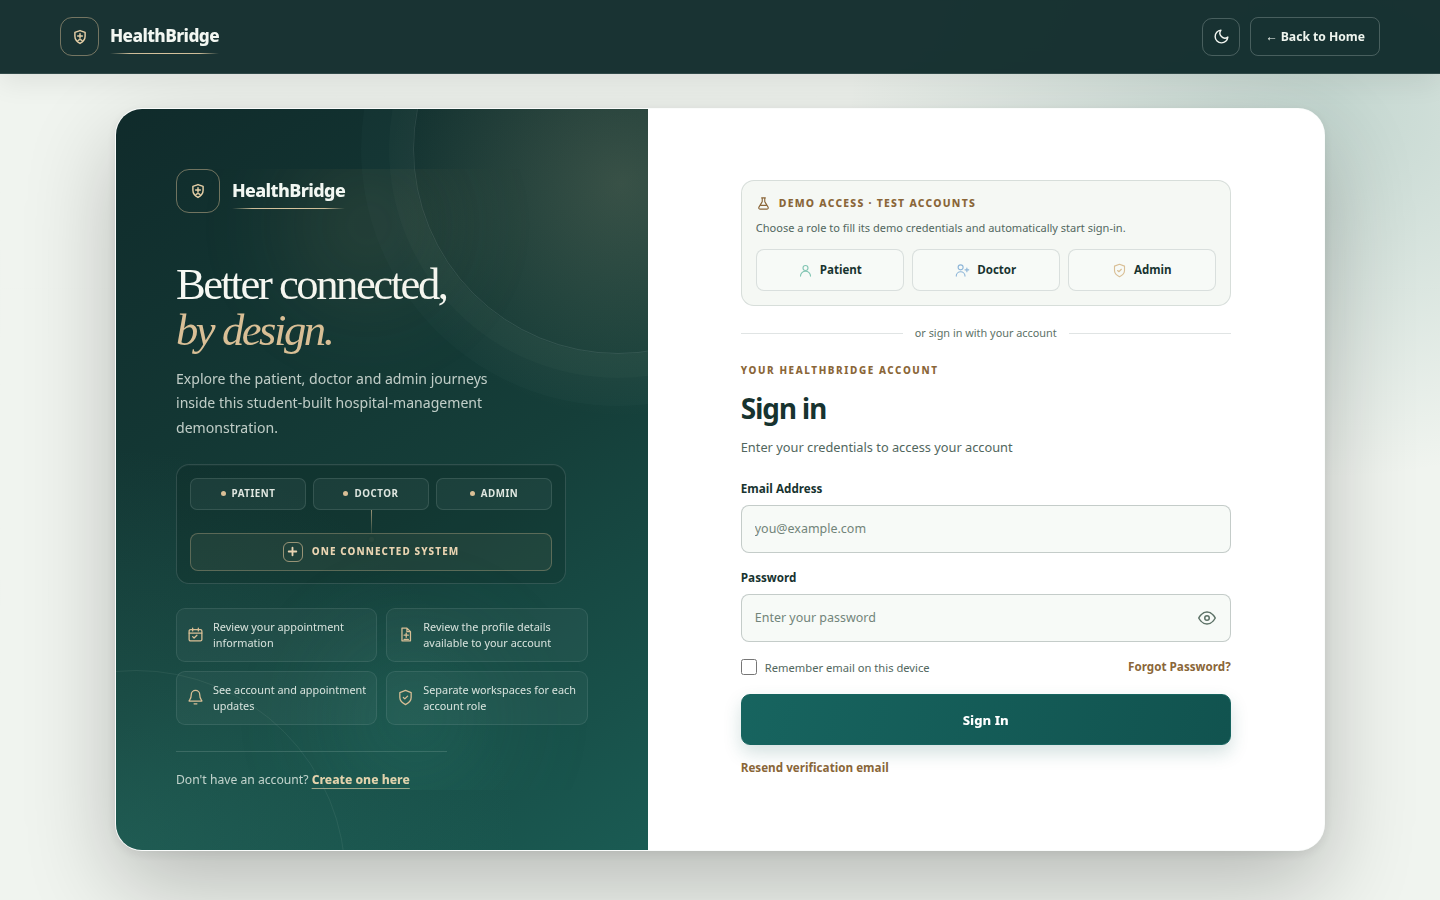 HealthBridge
← Back to Home
HealthBridge
Better connected,
by design.
Explore the patient, doctor and admin journeys
inside this student-built hospital-management
demonstration.
PATIENT
DOCTOR
ADMIN
ONE CONNECTED SYSTEM
Review your appointment
information
Review the profile details
available to your account
See account and appointment
updates
Separate workspaces for each
account role
Don't have an account? Create one here
DEMO ACCESS · TEST ACCOUNTS
Choose a role to fill its demo credentials and automatically start sign-in.
Patient
Doctor
Admin
or sign in with your account
YOUR HEALTHBRIDGE ACCOUNT
Sign in
Enter your credentials to access your account
Email Address
you@example.com
Password
Enter your password
Remember email on this device
Forgot Password?
Sign In
Resend verification email